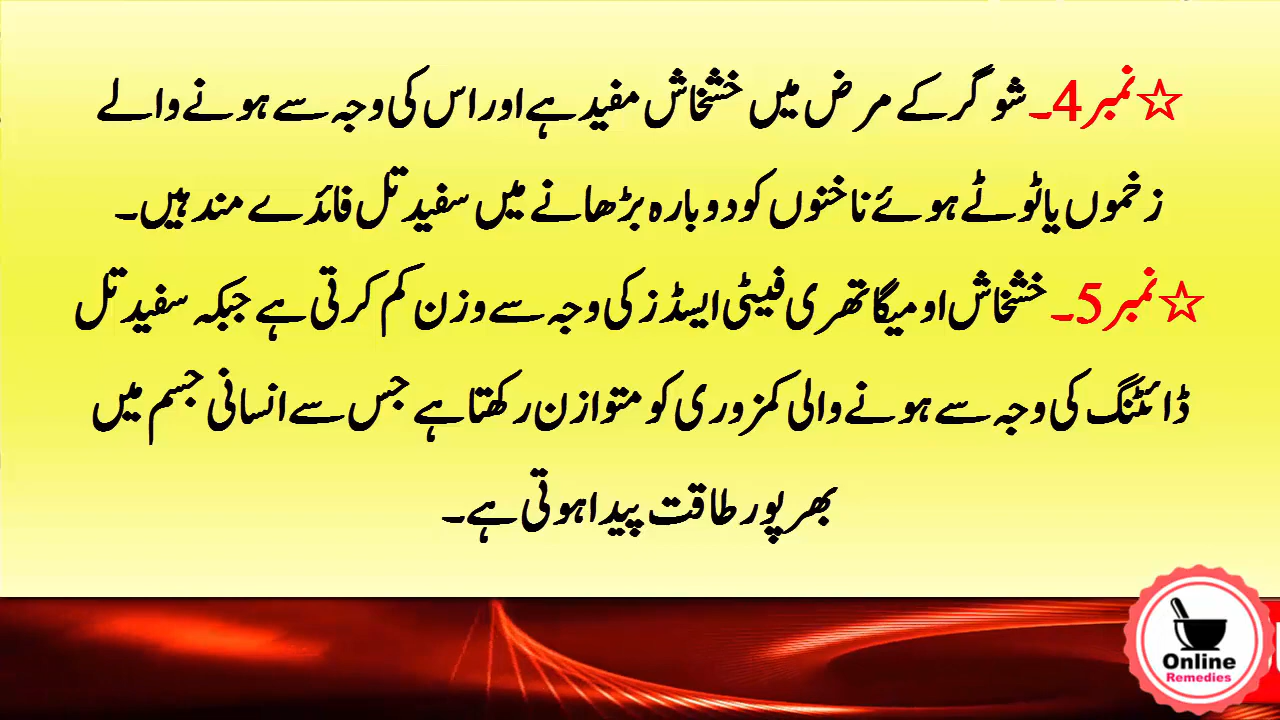 ☆نمبر4۔شوگر کے مرض میں خشخاش مفید ہے اور اس کی وجہ سے ہونے والے
زخموں یا ٹوٹے ہوئے ناخنوں کو دوبارہ بڑھانے میں سفید تل فائدے مند ہیں۔
☆نمبر5۔خشخاش اومیگا تھری فیٹی ایسڈز کی وجہ سے وزن کم کرتی ہے جبکہ سفید تل
ڈائٹنگ کی وجہ سے ہونے والی کمزوری کو متوازن رکھتا ہے جس سے انسانی جسم میں
بھر پور طاقت پیدا ہوتی ہے۔
Online
Remedies